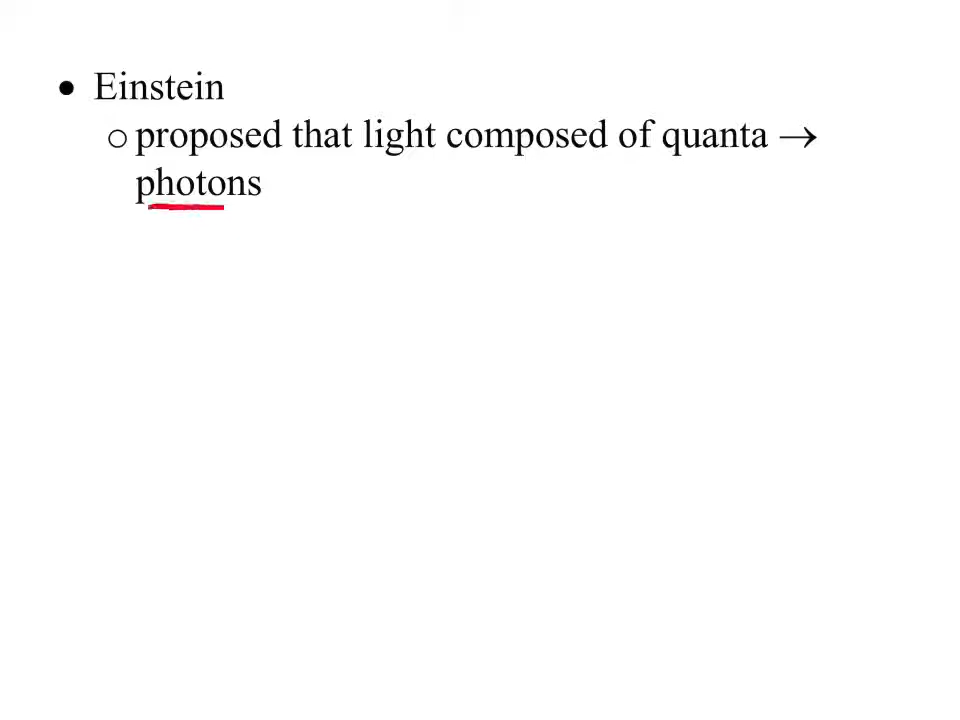 • Einstein
o proposed that light composed of quanta →
photons